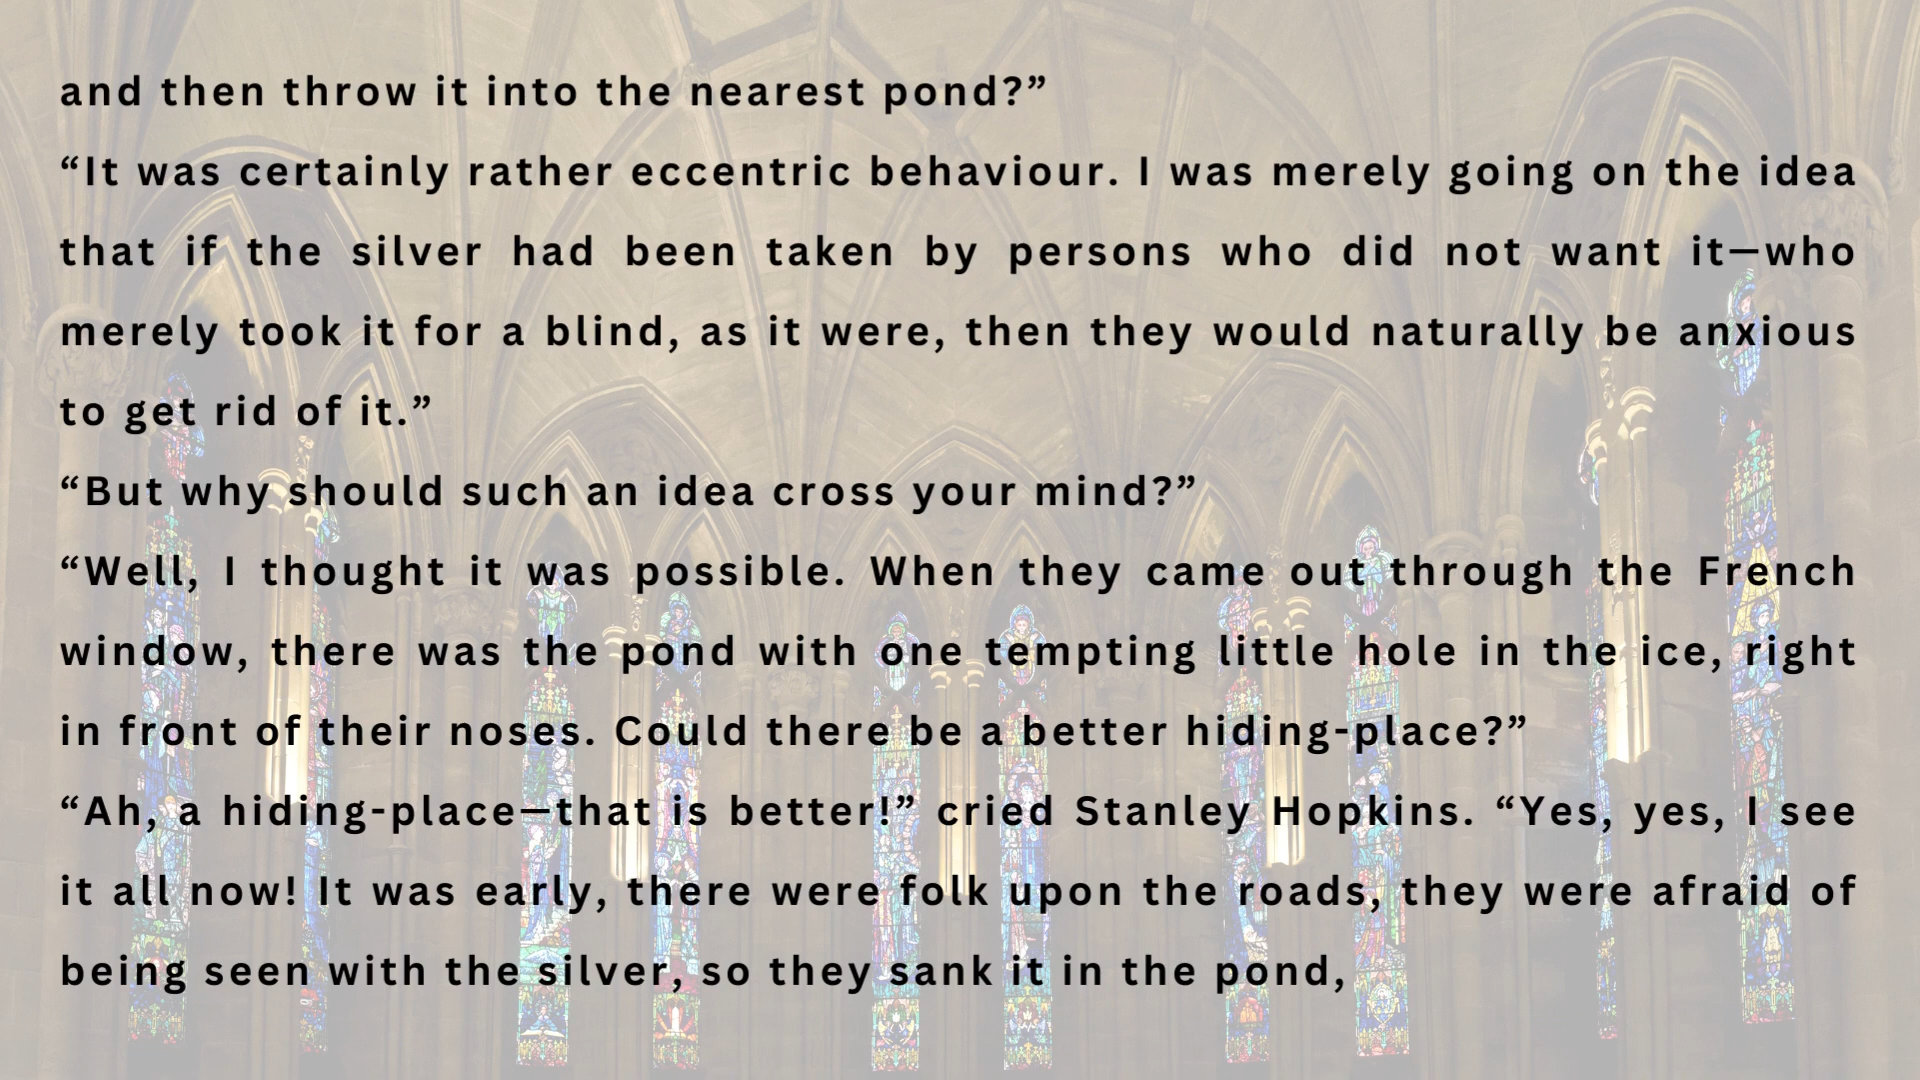 and then throw it into the nearest pond?”
“It was certainly rather eccentric behaviour. I was merely going on the idea
that if the silver had been taken by persons who did not want it—who
merely took it for a blind, as it were, then they would naturally be anxious
to get rid of it.”
“But why should such an idea cross your mind?”
“Well, I thought it was possible. When they came out through the French
window, there was the pond with one tempting little hole in the ice, right
in front of their noses. Could there be a better hiding-place?”
“Ah, a hiding-place—that is better!” cried Stanley Hopkins. “Yes, yes, I see
it all now! It was early, there were folk upon the roads, they were afraid of
being seen with the silver, so they sank it in the pond,